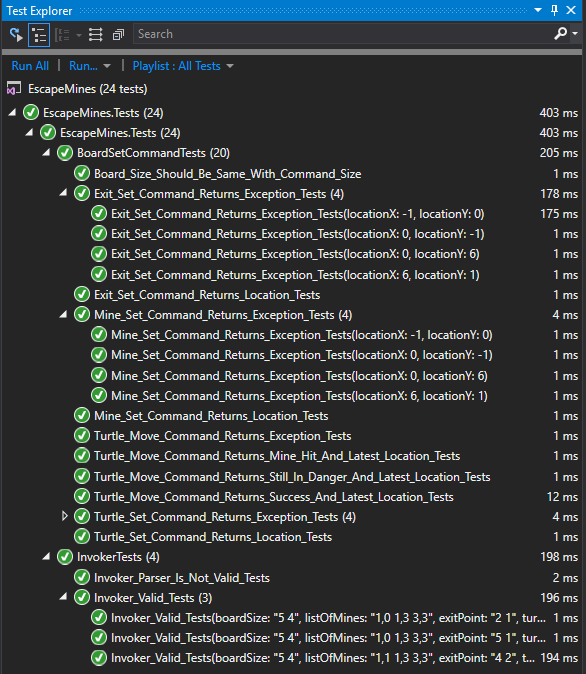 Test Explorer
Search
Run All | Run... | Playlist : All Tests
EscapeMines (24 tests)
EscapeMines.Tests (24) 403 ms
EscapeMines.Tests (24) 403 ms
BoardSetCommandTests (20) 205 ms
Board_Size_Should_Be_Same_With_Command_Size 1 ms
Exit_Set_Command_Returns_Exception_Tests (4) 178 ms
Exit_Set_Command_Returns_Exception_Tests(locationX: -1, locationY: 0) 175 ms
Exit_Set_Command_Returns_Exception_Tests(locationX: 0, locationY: -1) 1 ms
Exit_Set_Command_Returns_Exception_Tests(locationX: 0, locationY: 6) 1 ms
Exit_Set_Command_Returns_Exception_Tests(locationX: 6, locationY: 1) 1 ms
Exit_Set_Command_Returns_Location_Tests 1 ms
Mine_Set_Command_Returns_Exception_Tests (4) 4 ms
Mine_Set_Command_Returns_Exception_Tests(locationX: -1, locationY: 0) 1 ms
Mine_Set_Command_Returns_Exception_Tests(locationX: 0, locationY: -1) 1 ms
Mine_Set_Command_Returns_Exception_Tests(locationX: 0, locationY: 6) 1 ms
Mine_Set_Command_Returns_Exception_Tests(locationX: 6, locationY: 1) 1 ms
Mine_Set_Command_Returns_Location_Tests 1 ms
Turtle_Move_Command_Returns_Exception_Tests 1 ms
Turtle_Move_Command_Returns_Mine_Hit_And_Latest_Location_Tests 1 ms
Turtle_Move_Command_Returns_Still_In_Danger_And_Latest_Location_Tests 1 ms
Turtle_Move_Command_Returns_Success_And_Latest_Location_Tests 12 ms
Turtle_Set_Command_Returns_Exception_Tests (4) 4 ms
Turtle_Set_Command_Returns_Location_Tests 1 ms
InvokerTests (4) 198 ms
Invoker_Parser_Is_Not_Valid_Tests 2 ms
Invoker_Valid_Tests (3) 196 ms
Invoker_Valid_Tests(boardSize: "5 4", listOfMines: "1,0 1,3 3,3", exitPoint: "2 1", tur... 1 ms
Invoker_Valid_Tests(boardSize: "5 4", listOfMines: "1,0 1,3 3,3", exitPoint: "5 1", tur... 1 ms
Invoker_Valid_Tests(boardSize: "5 4", listOfMines: "1,1 1,3 3,3", exitPoint: "4 2", t... 194 ms